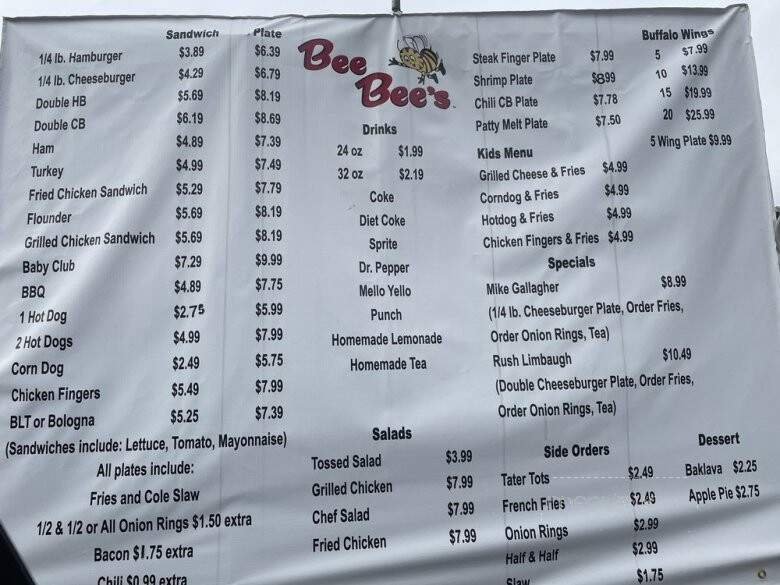 Sandwich Plate
1/4 lb. Hamburger $3.89 $6.39
1/4 lb. Cheeseburger $4.29 $6.79
Double HB $5.69 $8.19
Double CB $6.19 $8.69
Ham $4.89 $7.39
Turkey $4.99 $7.49
Fried Chicken Sandwich $5.29 $7.79
Flounder $5.69 $8.19
Grilled Chicken Sandwich $5.69 $8.19
Baby Club $7.29 $9.99
BBQ $4.89 $7.75
1 Hot Dog $2.75 $5.99
2 Hot Dogs $4.99 $7.99
Corn Dog $2.49 $5.75
Chicken Fingers $5.49 $7.99
BLT or Bologna $5.25 $7.39
(Sandwiches include: Lettuce, Tomato, Mayonnaise)
All plates include:
Fries and Cole Slaw
1/2 & 1/2 or All Onion Rings $1.50 extra
Bacon $1.75 extra
Chili $0.99 extra
Bee
Bee's
Drinks
24 oz $1.99
32 oz $2.19
Coke
Diet Coke
Sprite
Dr. Pepper
Mello Yello
Punch
Homemade Lemonade
Homemade Tea
Salads
Tossed Salad $3.99
Grilled Chicken $7.99
Chef Salad $7.99
Fried Chicken $7.99
Steak Finger Plate $7.99
Shrimp Plate $899
Chili CB Plate $7.78
Patty Melt Plate $7.50
Buffalo Wings
5 $7.99
10 $13.99
15 $19.99
20 $25.99
5 Wing Plate $9.99
Kids Menu
Grilled Cheese & Fries $4.99
Corndog & Fries $4.99
Hotdog & Fries $4.99
Chicken Fingers & Fries $4.99
Specials
Mike Gallagher $8.99
(1/4 lb. Cheeseburger Plate, Order Fries,
Order Onion Rings, Tea)
Rush Limbaugh $10.49
(Double Cheeseburger Plate, Order Fries,
Order Onion Rings, Tea)
Side Orders
Tater Tots $2.49
French Fries $2.49
Onion Rings $2.99
Half & Half $2.99
Slaw $1.75
Dessert
Baklava $2.25
Apple Pie $2.75